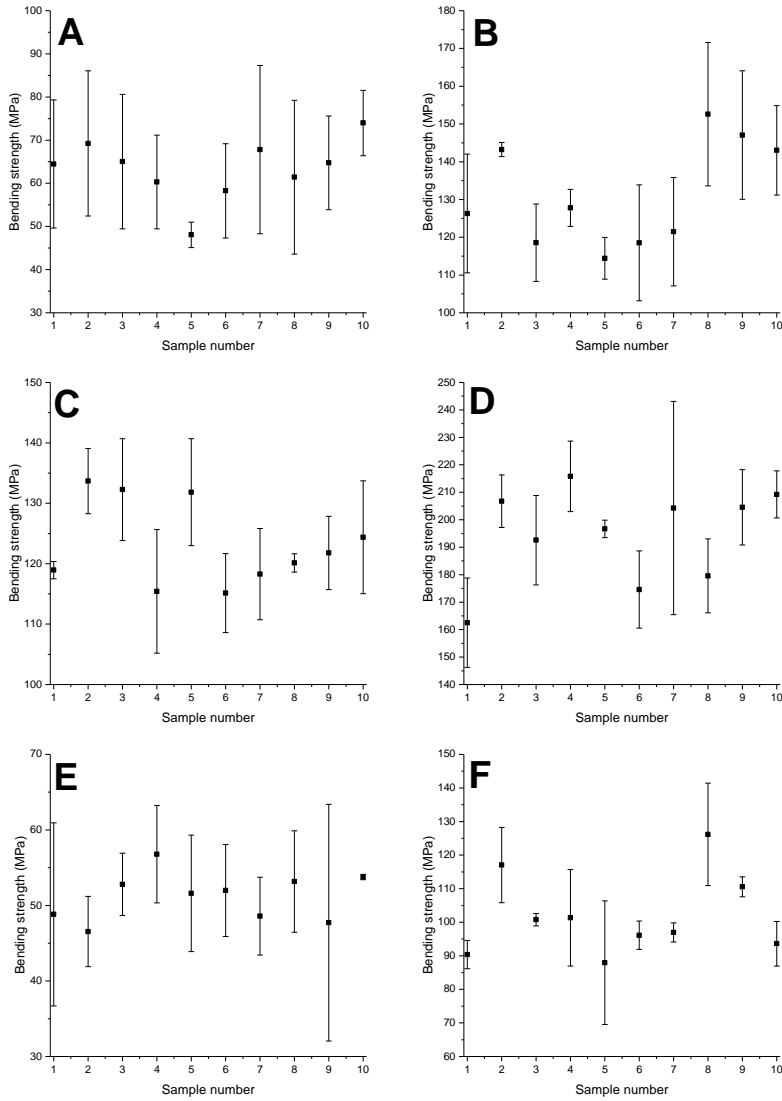 A
B
100
90
80
70
60
50
40
30
Bending strength (MPa)
1 2 3 4 5 6 7 8 9 10
Sample number
180
170
160
150
140
130
120
110
100
Bending strength (MPa)
1 2 3 4 5 6 7 8 9 10
Sample number
C
D
150
140
130
120
110
100
Bending strength (MPa)
1 2 3 4 5 6 7 8 9 10
Sample number
250
240
230
220
210
200
190
180
170
160
150
140
Bending strength (MPa)
1 2 3 4 5 6 7 8 9 10
Sample number
E
F
70
60
50
40
30
Bending strength (MPa)
1 2 3 4 5 6 7 8 9 10
Sample number
150
140
130
120
110
100
90
80
70
60
Bending strength (MPa)
1 2 3 4 5 6 7 8 9 10
Sample number